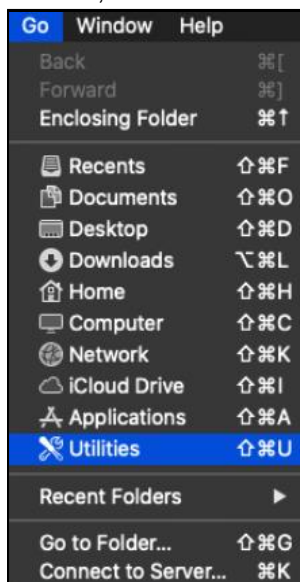 Go Window Help
Back ⌘[
Forward ⌘]
Enclosing Folder ⌘↑
Recents ⇧⌘F
Documents ⇧⌘O
Desktop ⇧⌘D
Downloads ⌥⌘L
Home ⇧⌘H
Computer ⇧⌘C
Network ⇧⌘K
iCloud Drive ⇧⌘I
Applications ⇧⌘A
Utilities ⇧⌘U
Recent Folders ▶
Go to Folder... ⇧⌘G
Connect to Server... ⌘K